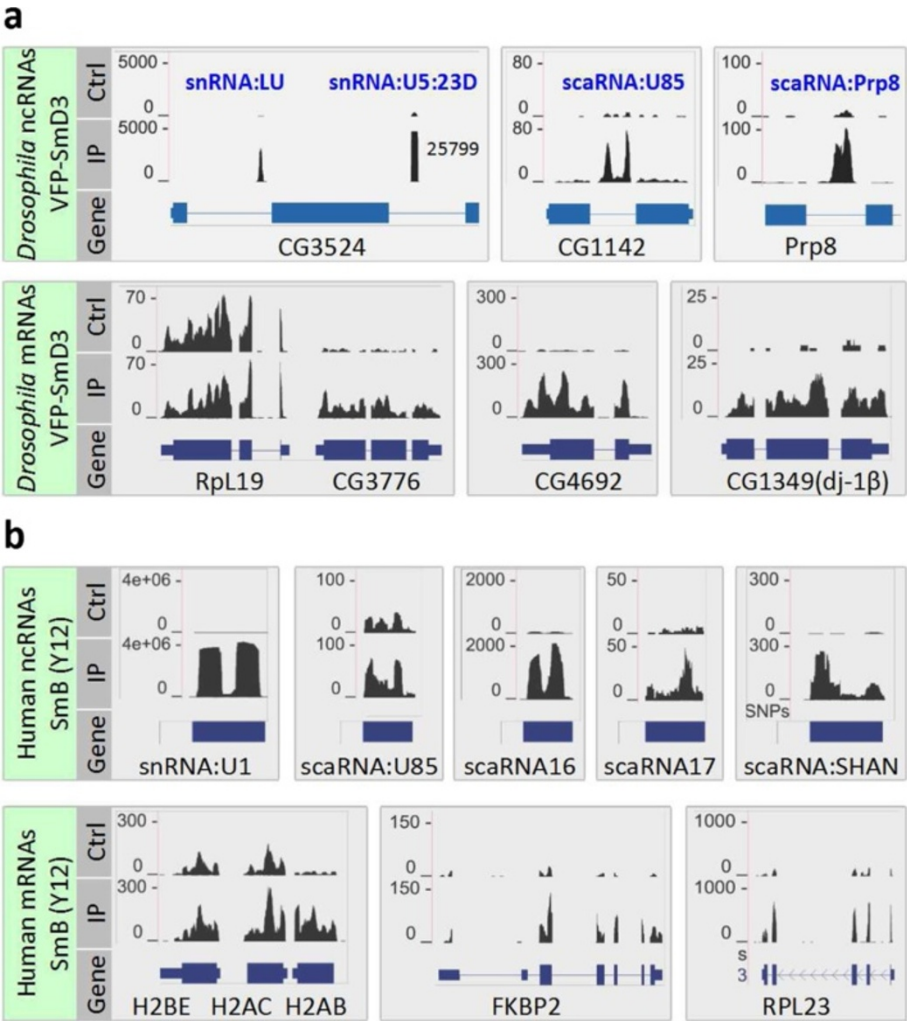 a
Drosophila ncRNAs
VFP-SmD3
Ctrl
IP
Gene
5000
0
5000
0
snRNA:LU
snRNA:U5:23D
25799
CG3524
80
0
80
0
scaRNA:U85
CG1142
100
0
100
0
scaRNA:Prp8
Prp8
Drosophila mRNAs
VFP-SmD3
Ctrl
IP
Gene
70
0
70
0
RpL19
CG3776
300
0
300
0
CG4692
25
0
25
0
CG1349(dj-1β)
b
Human ncRNAs
SmB (Y12)
Ctrl
IP
Gene
4e+06
0
4e+06
0
snRNA:U1
100
0
100
0
scaRNA:U85
2000
0
2000
0
scaRNA16
50
0
50
0
scaRNA17
300
0
300
0
SNPs
scaRNA:SHAN
Human mRNAs
SmB (Y12)
Ctrl
IP
Gene
300
0
300
0
H2BE
H2AC
H2AB
150
0
150
0
FKBP2
1000
0
1000
0
s
3
RPL23